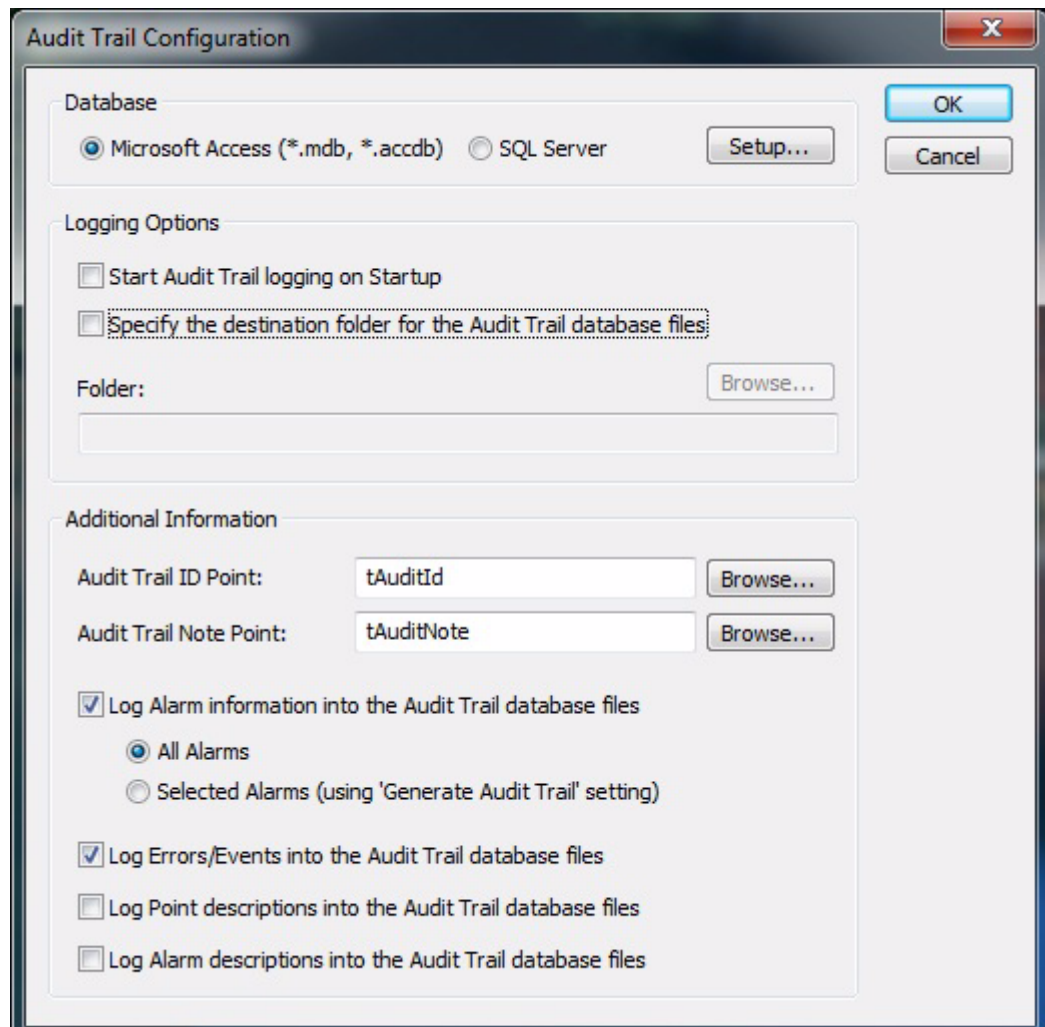 Audit Trail Configuration
Database
OK
Microsoft Access (*.mdb, *.accdb) SQL Server Setup...
Cancel
Logging Options
Start Audit Trail logging on Startup
Specify the destination folder for the Audit Trail database files
Folder: Browse...
Additional Information
Audit Trail ID Point: tAuditId Browse...
Audit Trail Note Point: tAuditNote Browse...
Log Alarm information into the Audit Trail database files
All Alarms
Selected Alarms (using 'Generate Audit Trail' setting)
Log Errors/Events into the Audit Trail database files
Log Point descriptions into the Audit Trail database files
Log Alarm descriptions into the Audit Trail database files